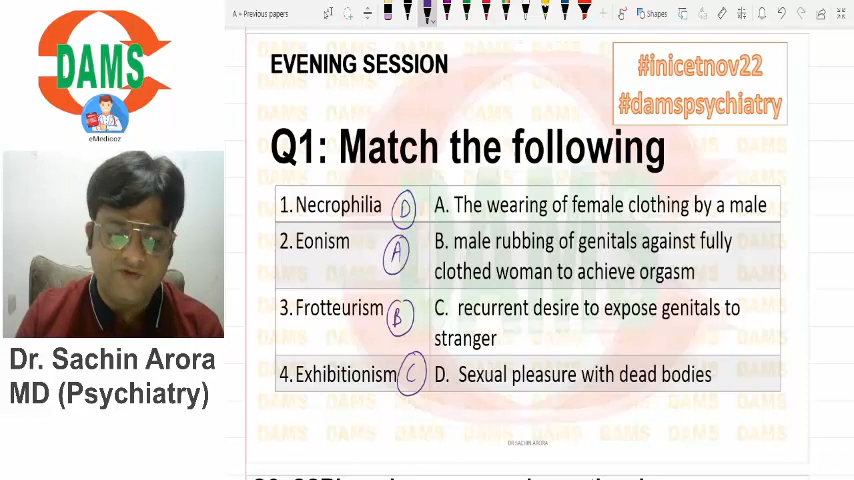 A + Previous papers
Shapes
DAMS
eMedicoz
EVENING SESSION
#inicetnov22
#damspsychiatry
Q1: Match the following
1. Necrophilia D A. The wearing of female clothing by a male
2. Eonism A B. male rubbing of genitals against fully
clothed woman to achieve orgasm
3. Frotteurism B C. recurrent desire to expose genitals to
stranger
4. Exhibitionism C D. Sexual pleasure with dead bodies
DR SACHIN ARORA
Dr. Sachin Arora
MD (Psychiatry)